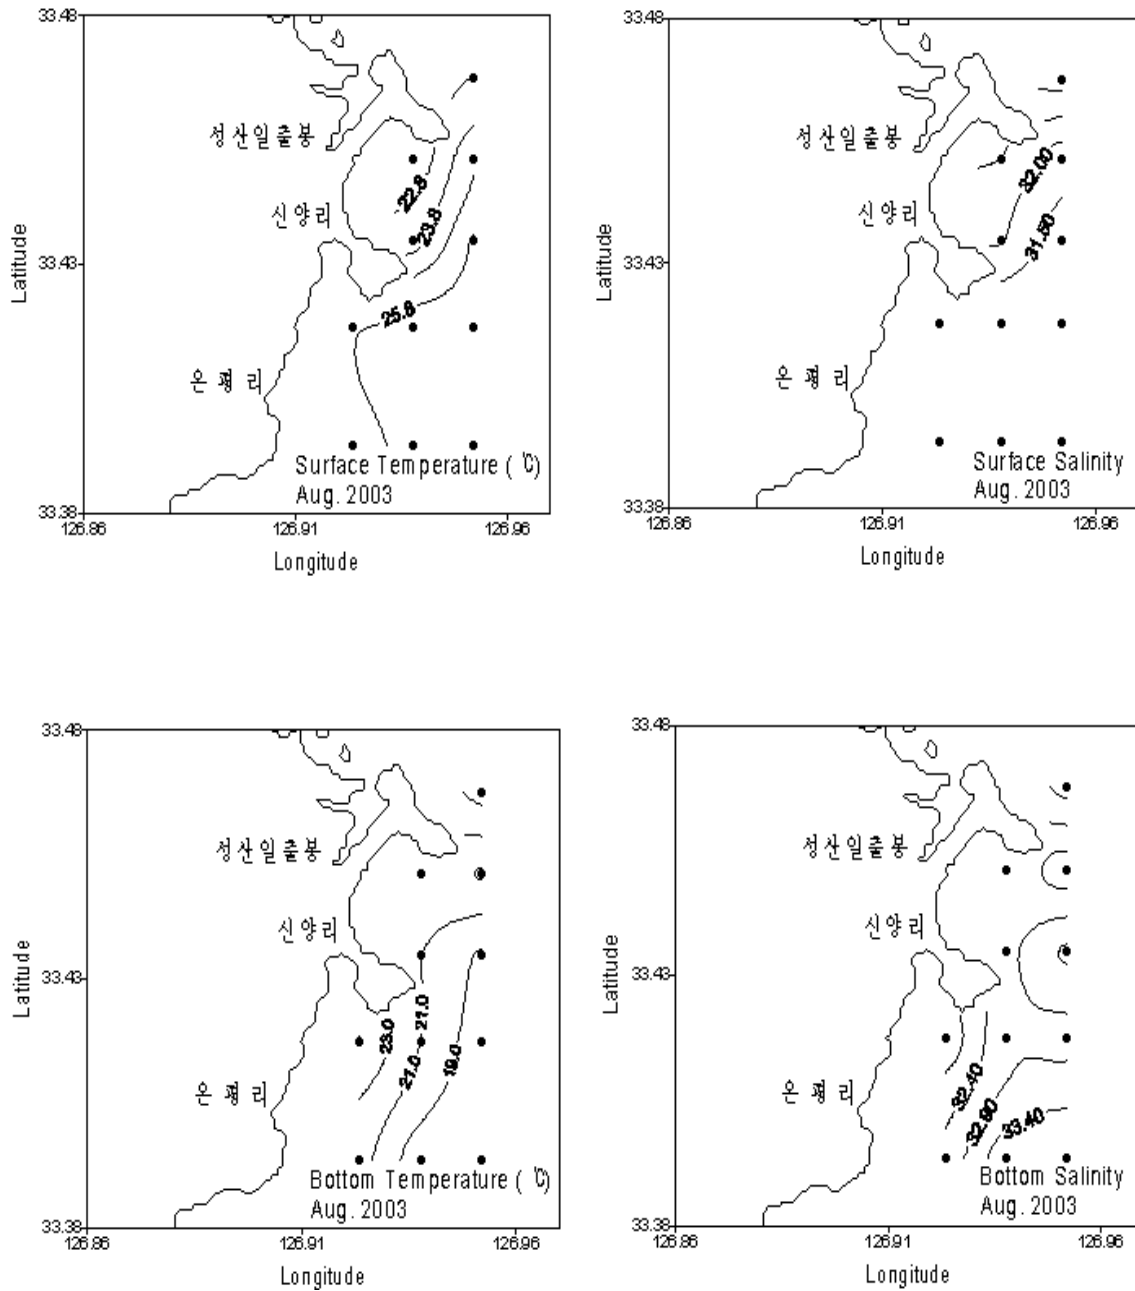 33.48
성산일출봉
22.8
23.8
신양리
33.43
Latitude
25.8
온평리
Surface Temperature ( ℃)
Aug. 2003
33.38
126.86
126.91
126.96
Longitude
33.48
성산일출봉
32.00
신양리
31.50
33.43
Latitude
온평리
Surface Salinity
Aug. 2003
33.38
126.86
126.91
126.96
Longitude
33.48
성산일출봉
신양리
33.43
Latitude
23.0
21.0
21.0
19.0
온평리
Bottom Temperature ( ℃)
Aug. 2003
33.38
126.86
126.91
126.96
Longitude
33.48
성산일출봉
신양리
33.43
Latitude
32.40
32.90
33.40
온평리
Bottom Salinity
Aug. 2003
33.38
126.86
126.91
126.96
Longitude